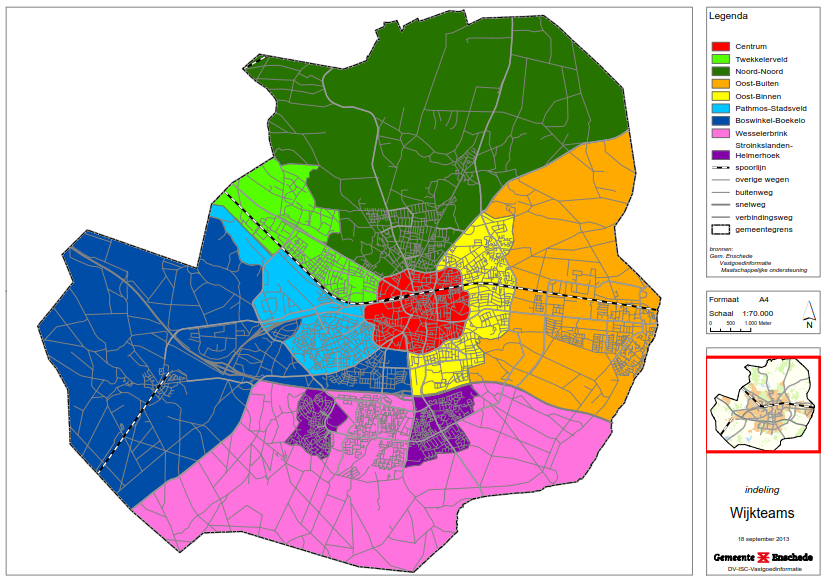 Legenda
Centrum
Twekkelerveld
Noord-Noord
Oost-Buiten
Oost-Binnen
Pathmos-Stadsveld
Boswinkel-Boekelo
Wesselerbrink
Stroinkslanden-
Helmerhoek
spoorlijn
overige wegen
buitenweg
snelweg
verbindingsweg
gemeentegrens
bronnen:
Gem. Enschede
Vastgoedinformatie
Maatschappelijke ondersteuning
Formaat A4
Schaal 1:70.000
0 500 1.000 Meter
N
indeling
Wijkteams
18 september 2013
Gemeente Enschede
DV-ISC-Vastgoedinformatie